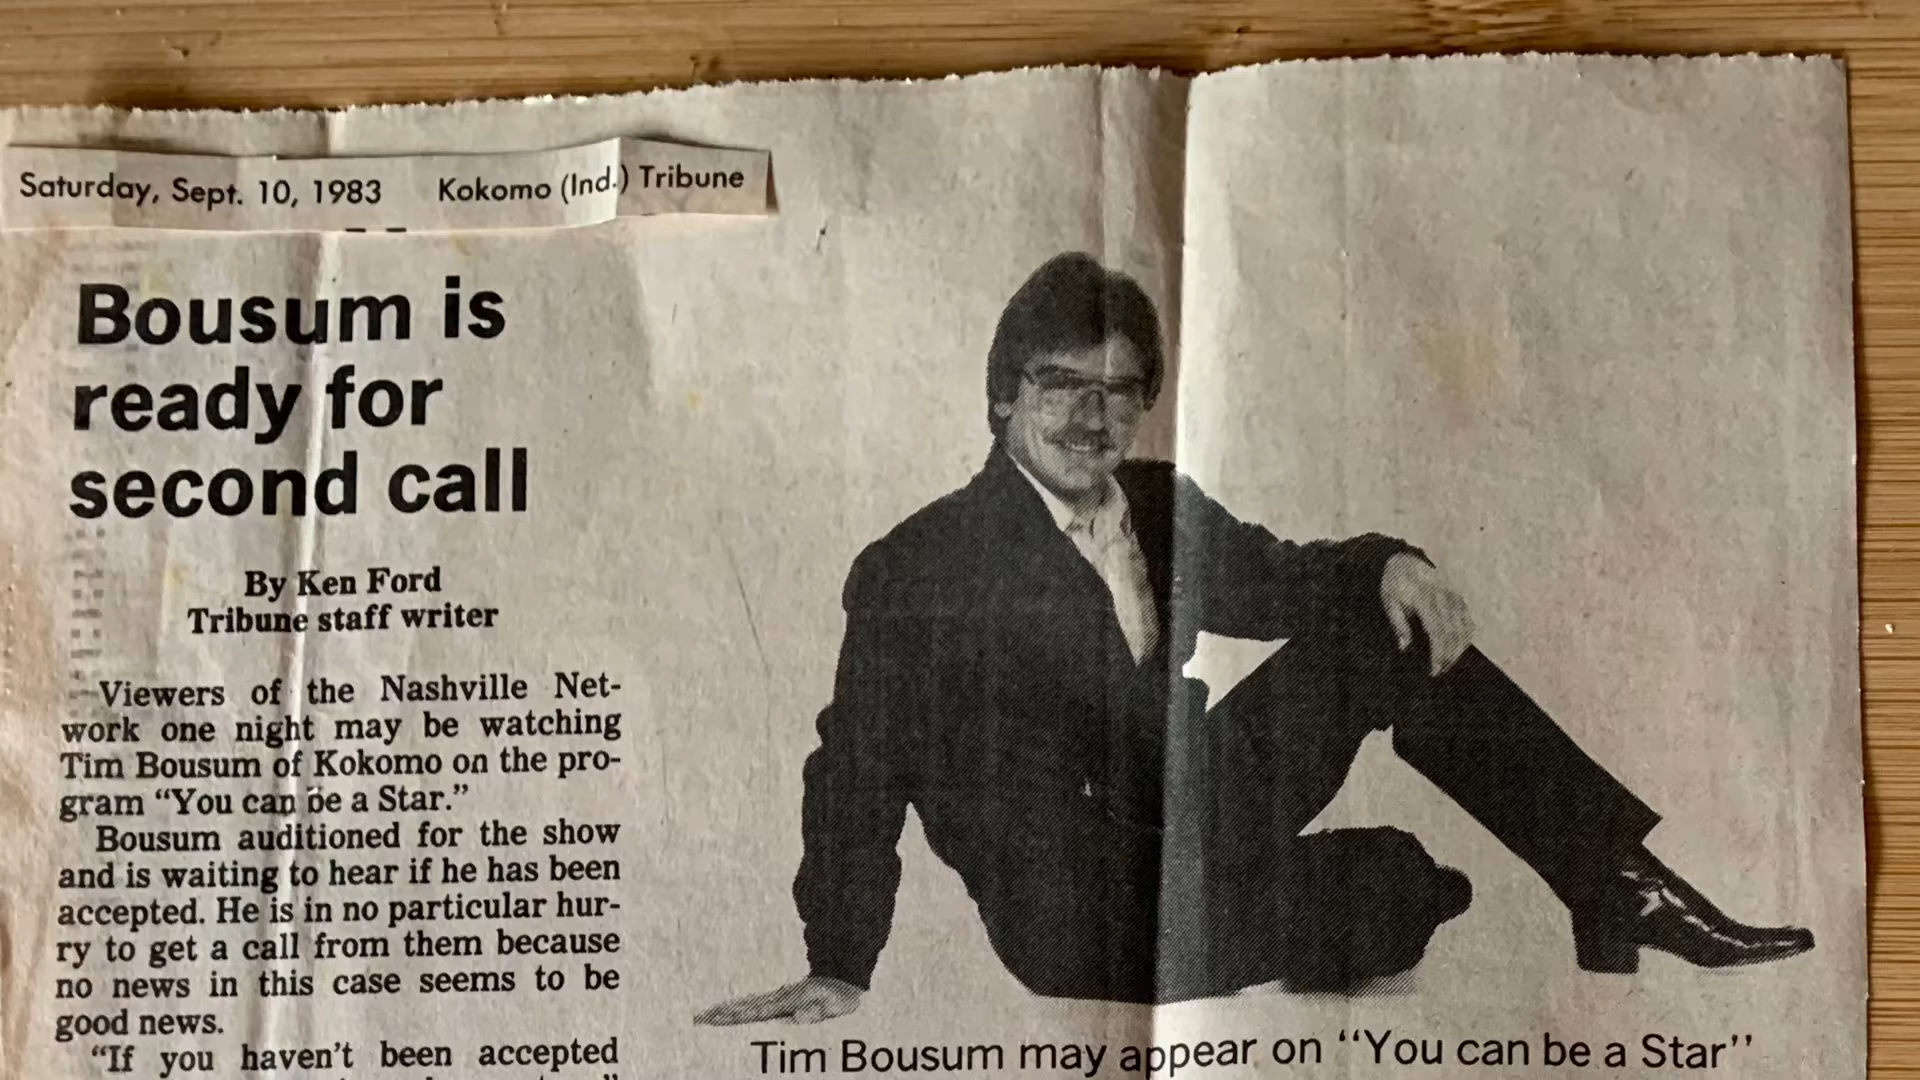 Saturday, Sept. 10, 1983 Kokomo (Ind.) Tribune
Bousum is
ready for
second call
By Ken Ford
Tribune staff writer
Viewers of the Nashville Net-
work one night may be watching
Tim Bousum of Kokomo on the pro-
gram “You can be a Star.”
Bousum auditioned for the show
and is waiting to hear if he has been
accepted. He is in no particular hur-
ry to get a call from them because
no news in this case seems to be
good news.
“If you haven’t been accepted
Tim Bousum may appear on “You can be a Star”